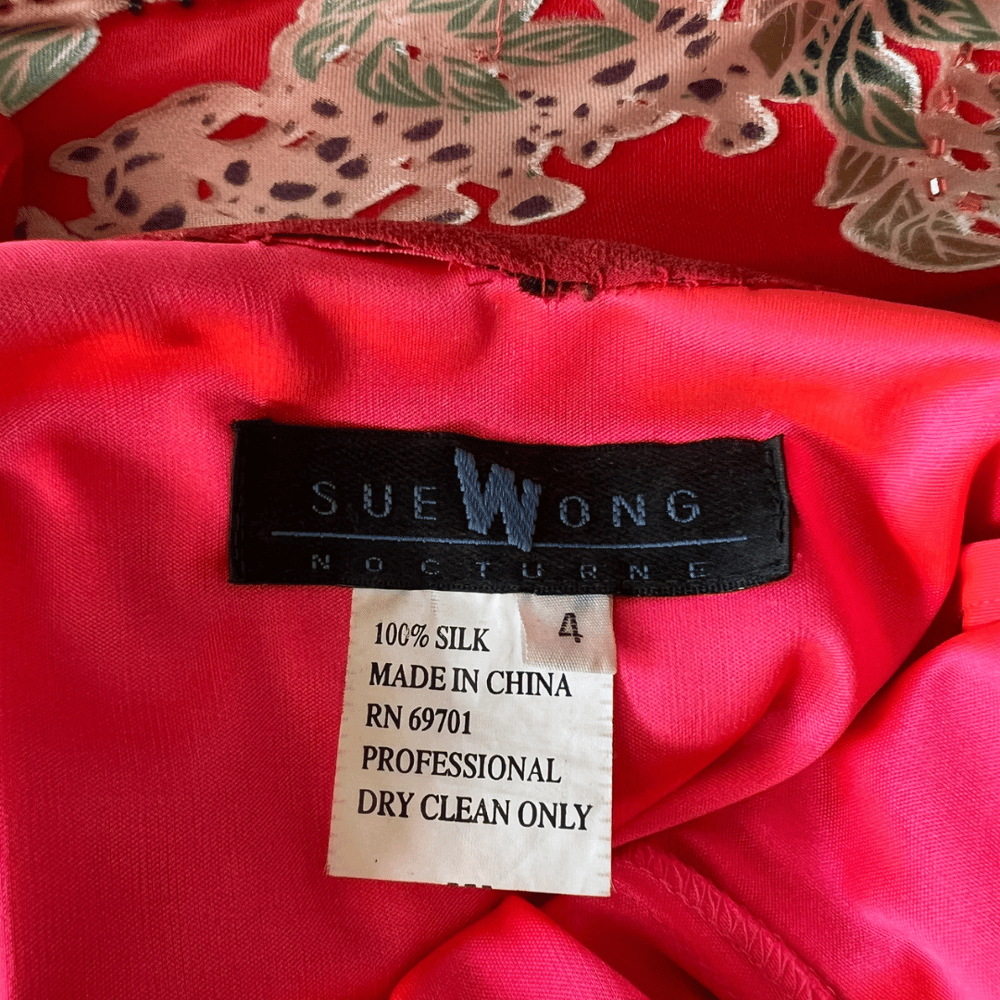 SUE WONG
NOCTURNE
4
100% SILK
MADE IN CHINA
RN 69701
PROFESSIONAL
DRY CLEAN ONLY